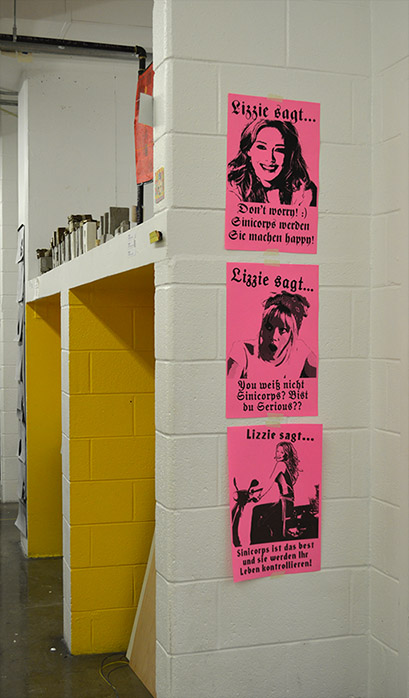 Lizzie sagt...
Don't worry! :)
Sinicorps werden
Sie machen happy!
Lizzie sagt...
You weiß nicht
Sinicorps? Bist
du Serious??
Lizzie sagt...
Sinicorps ist das best
und sie werden Ihr
Leben kontrollieren!